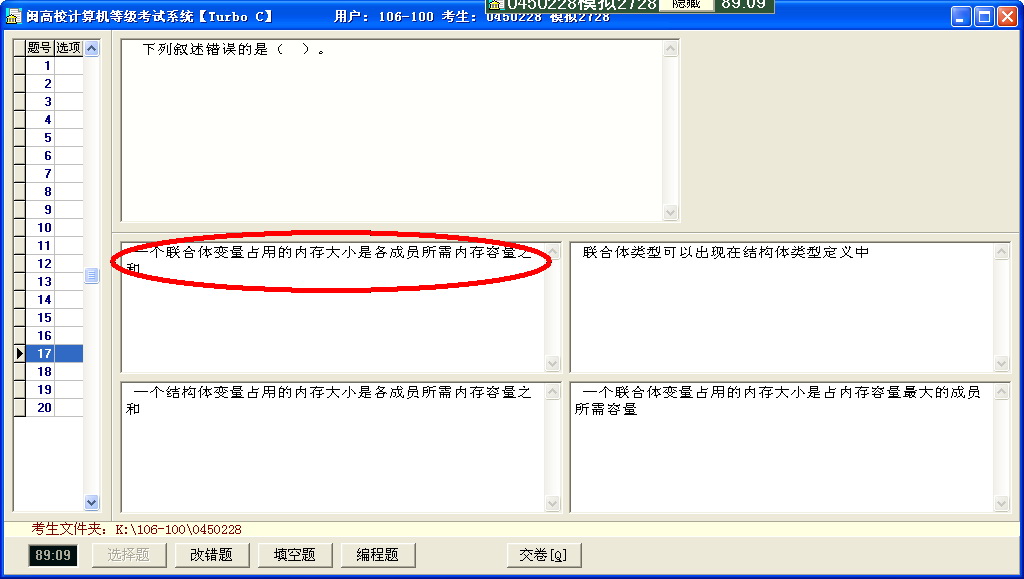 0450228模拟2728 隐藏 89:09
闽高校计算机等级考试系统【Turbo C】 用户: 106-100 考生: 0450228 模拟2728
题号 选项
下列叙述错误的是（ ）。
1
2
3
4
5
6
7
8
9
10
11
12
13
14
15
16
17
18
19
20
一个联合体变量占用的内存大小是各成员所需内存容量之
和
联合体类型可以出现在结构体类型定义中
一个结构体变量占用的内存大小是各成员所需内存容量之
和
一个联合体变量占用的内存大小是占内存容量最大的成员
所需容量
考生文件夹: K:\106-100\0450228
89:09 选择题 改错题 填空题 编程题 交卷[Q]